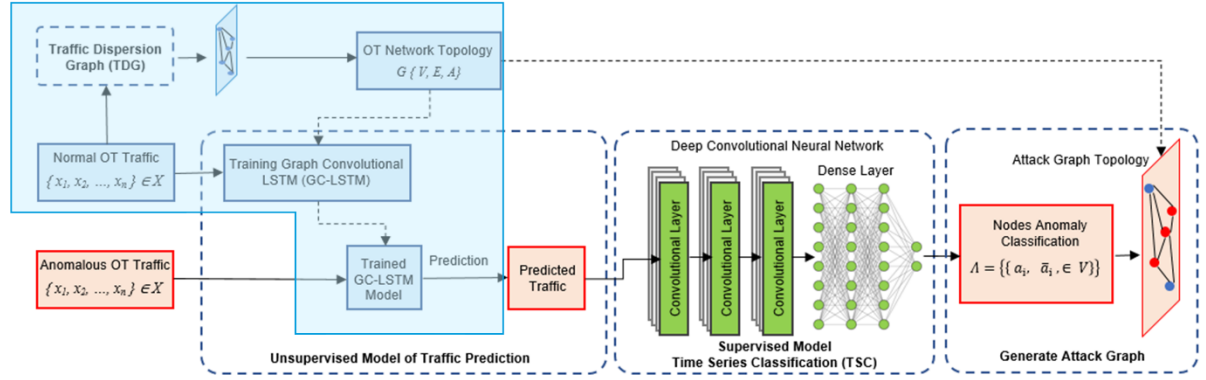 Traffic Dispersion
Graph (TDG)
OT Network Topology
G { V, E, A}
Normal OT Traffic
{ x1, x2, ..., xn } ∈ X
Training Graph Convolutional
LSTM (GC-LSTM)
Anomalous OT Traffic
{ x1, x2, ..., xn } ∈ X
Trained
GC-LSTM
Model
Prediction
Predicted
Traffic
Unsupervised Model of Traffic Prediction
Deep Convolutional Neural Network
Dense Layer
Convolutional Layer
Convolutional Layer
Convolutional Layer
Supervised Model
Time Series Classification (TSC)
Attack Graph Topology
Nodes Anomaly
Classification
Λ = {{ ai, āi , ∈ V}}
Generate Attack Graph